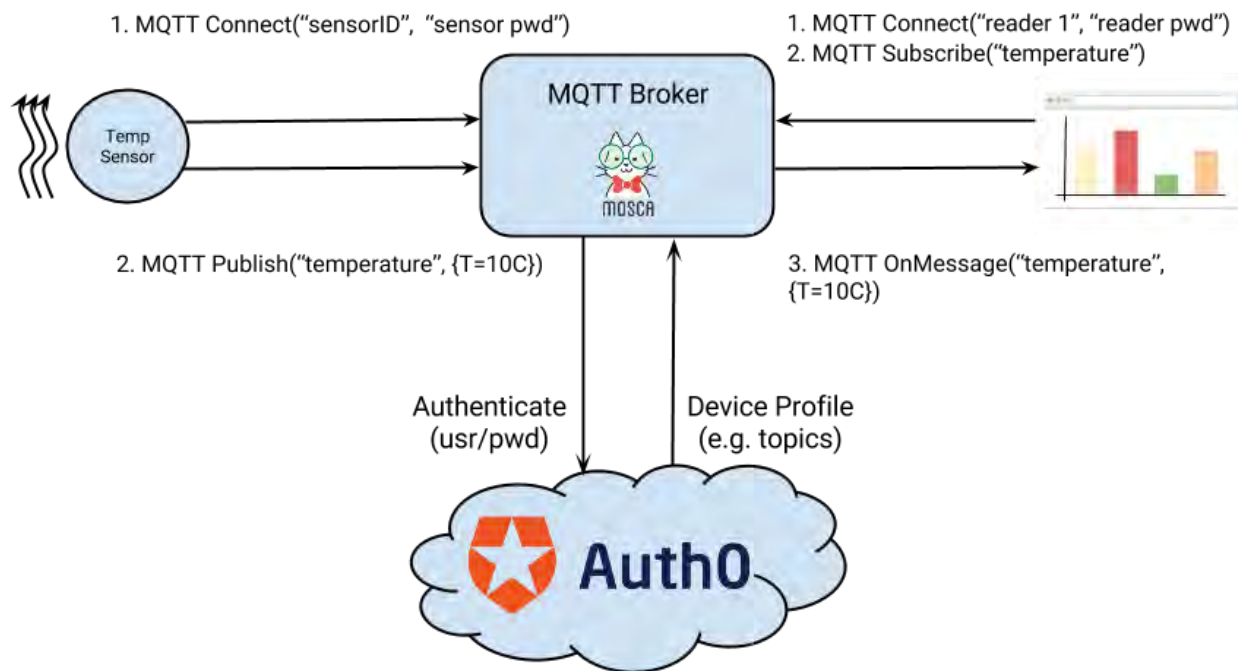 1. MQTT Connect(“sensorID”, “sensor pwd”)
1. MQTT Connect(“reader 1”, “reader pwd”)
2. MQTT Subscribe(“temperature”)
MQTT Broker
Temp
Sensor
MOSCA
2. MQTT Publish(“temperature”, {T=10C})
3. MQTT OnMessage(“temperature”,
{T=10C})
Authenticate
(usr/pwd)
Device Profile
(e.g. topics)
Auth0